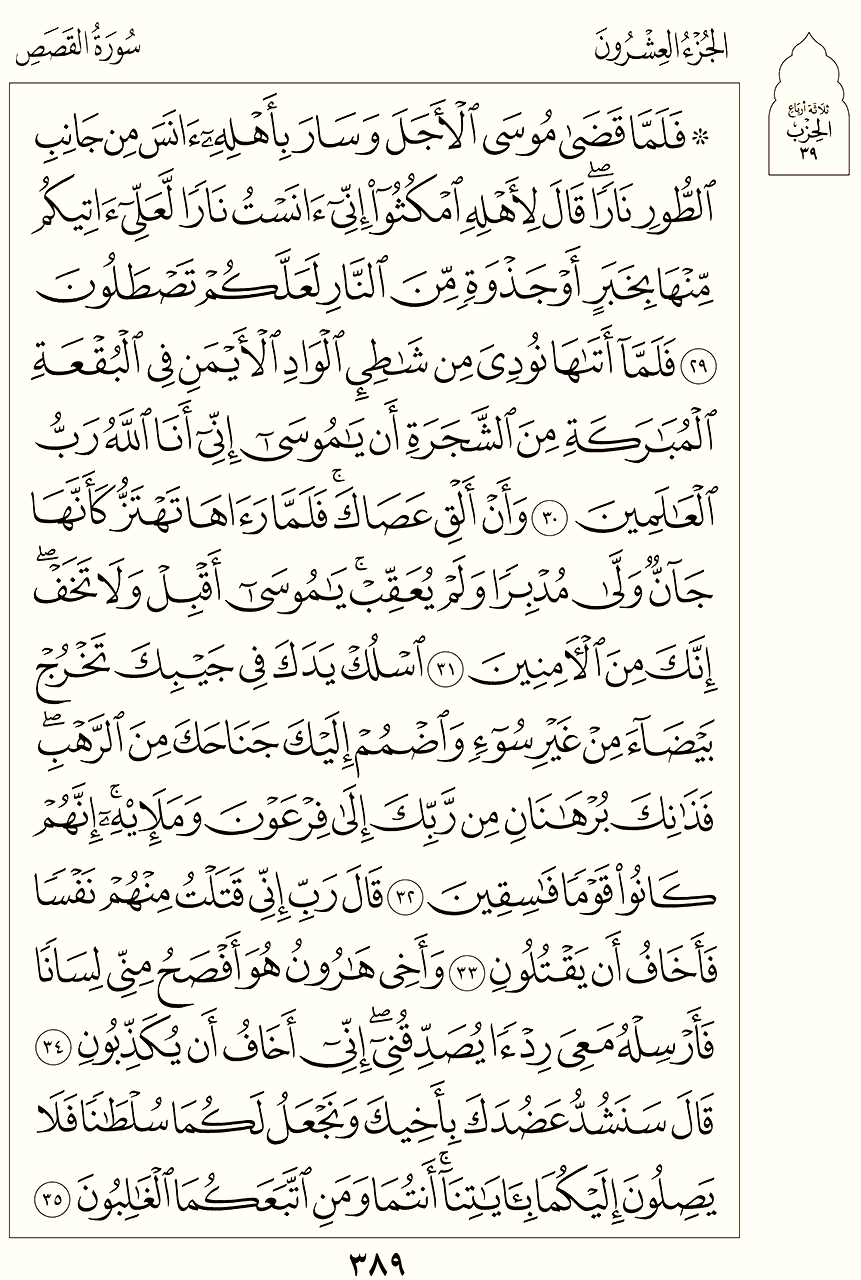 سُورَةُ القَصَصِ
الجُزْءُ العِشْرُونَ
ثلاثة أرباع
الحِزْب
٣٩
۞ فَلَمَّا قَضَىٰ مُوسَى ٱلْأَجَلَ وَسَارَ بِأَهْلِهِۦٓ ءَانَسَ مِن جَانِبِ
ٱلطُّورِ نَارًاۖ قَالَ لِأَهْلِهِ ٱمْكُثُوٓا۟ إِنِّىٓ ءَانَسْتُ نَارًا لَّعَلِّىٓ ءَاتِيكُم
مِّنْهَا بِخَبَرٍ أَوْ جَذْوَةٍ مِّنَ ٱلنَّارِ لَعَلَّكُمْ تَصْطَلُونَ
٢٩ فَلَمَّآ أَتَىٰهَا نُودِىَ مِن شَـٰطِئِ ٱلْوَادِ ٱلْأَيْمَنِ فِى ٱلْبُقْعَةِ
ٱلْمُبَـٰرَكَةِ مِنَ ٱلشَّجَرَةِ أَن يَـٰمُوسَىٰٓ إِنِّىٓ أَنَا ٱللَّهُ رَبُّ
ٱلْعَـٰلَمِينَ ٣٠ وَأَنْ أَلْقِ عَصَاكَۚ فَلَمَّا رَءَاهَا تَهْتَزُّ كَأَنَّهَا
جَآنٌّ وَلَّىٰ مُدْبِرًا وَلَمْ يُعَقِّبْۚ يَـٰمُوسَىٰٓ أَقْبِلْ وَلَا تَخَفْۖ
إِنَّكَ مِنَ ٱلْـَٔامِنِينَ ٣١ ٱسْلُكْ يَدَكَ فِى جَيْبِكَ تَخْرُجْ
بَيْضَآءَ مِنْ غَيْرِ سُوٓءٍ وَٱضْمُمْ إِلَيْكَ جَنَاحَكَ مِنَ ٱلرَّهْبِۖ
فَذَٰنِكَ بُرْهَـٰنَانِ مِن رَّبِّكَ إِلَىٰ فِرْعَوْنَ وَمَلَإِي۟هِۦٓۚ إِنَّهُمْ
كَانُوا۟ قَوْمًا فَـٰسِقِينَ ٣٢ قَالَ رَبِّ إِنِّى قَتَلْتُ مِنْهُمْ نَفْسًا
فَأَخَافُ أَن يَقْتُلُونِ ٣٣ وَأَخِى هَـٰرُونُ هُوَ أَفْصَحُ مِنِّى لِسَانًا
فَأَرْسِلْهُ مَعِىَ رِدْءًا يُصَدِّقُنِىٓۖ إِنِّىٓ أَخَافُ أَن يُكَذِّبُونِ ٣٤
قَالَ سَنَشُدُّ عَضُدَكَ بِأَخِيكَ وَنَجْعَلُ لَكُمَا سُلْطَـٰنًا فَلَا
يَصِلُونَ إِلَيْكُمَا بِـَٔايَـٰتِنَآۚ أَنتُمَا وَمَنِ ٱتَّبَعَكُمَا ٱلْغَـٰلِبُونَ ٣٥
٣٨٩